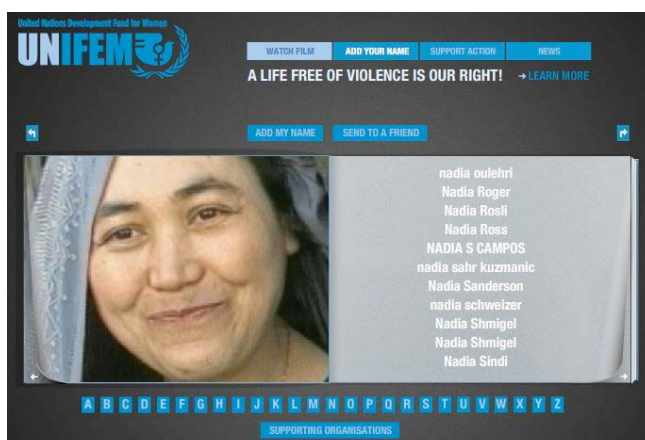 United Nations Development Fund for Women
UNIFEM
WATCH FILM
ADD YOUR NAME
SUPPORT ACTION
NEWS
A LIFE FREE OF VIOLENCE IS OUR RIGHT!
LEARN MORE
ADD MY NAME
SEND TO A FRIEND
nadia oulehri
Nadia Roger
Nadia Rosli
Nadia Ross
NADIA S CAMPOS
nadia sahr kuzmanic
Nadia Sanderson
nadia schweizer
Nadia Shmigel
Nadia Shmigel
Nadia Sindi
A B C D E F G H I J K L M N O P Q R S T U V W X Y Z
SUPPORTING ORGANISATIONS